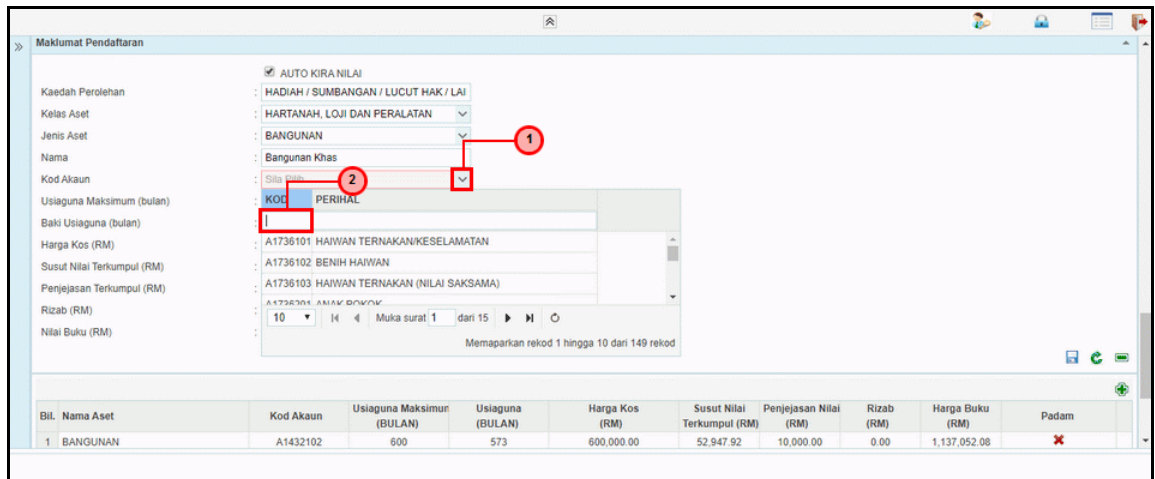 Maklumat Pendaftaran
AUTO KIRA NILAI
Kaedah Perolehan : HADIAH / SUMBANGAN / LUCUT HAK / LAI
Kelas Aset : HARTANAH, LOJI DAN PERALATAN
Jenis Aset : BANGUNAN
1
Nama : Bangunan Khas
Kod Akaun : Sila Pilih
2
Usiaguna Maksimum (bulan) :
KOD PERIHAL
Baki Usiaguna (bulan) :
Harga Kos (RM) :
A1736101 HAIWAN TERNAKAN/KESELAMATAN
Susut Nilai Terkumpul (RM) :
A1736102 BENIH HAIWAN
Penjejasan Terkumpul (RM) :
A1736103 HAIWAN TERNAKAN (NILAI SAKSAMA)
A1736201 ANAK POKOK
Rizab (RM) :
10 Muka surat 1 dari 15
Nilai Buku (RM) :
Memaparkan rekod 1 hingga 10 dari 149 rekod
Bil. Nama Aset Kod Akaun Usiaguna Maksimun (BULAN) Usiaguna (BULAN) Harga Kos (RM) Susut Nilai Terkumpul (RM) Penjejasan Nilai (RM) Rizab (RM) Harga Buku (RM) Padam
1 BANGUNAN A1432102 600 573 600,000.00 52,947.92 10,000.00 0.00 1,137,052.08